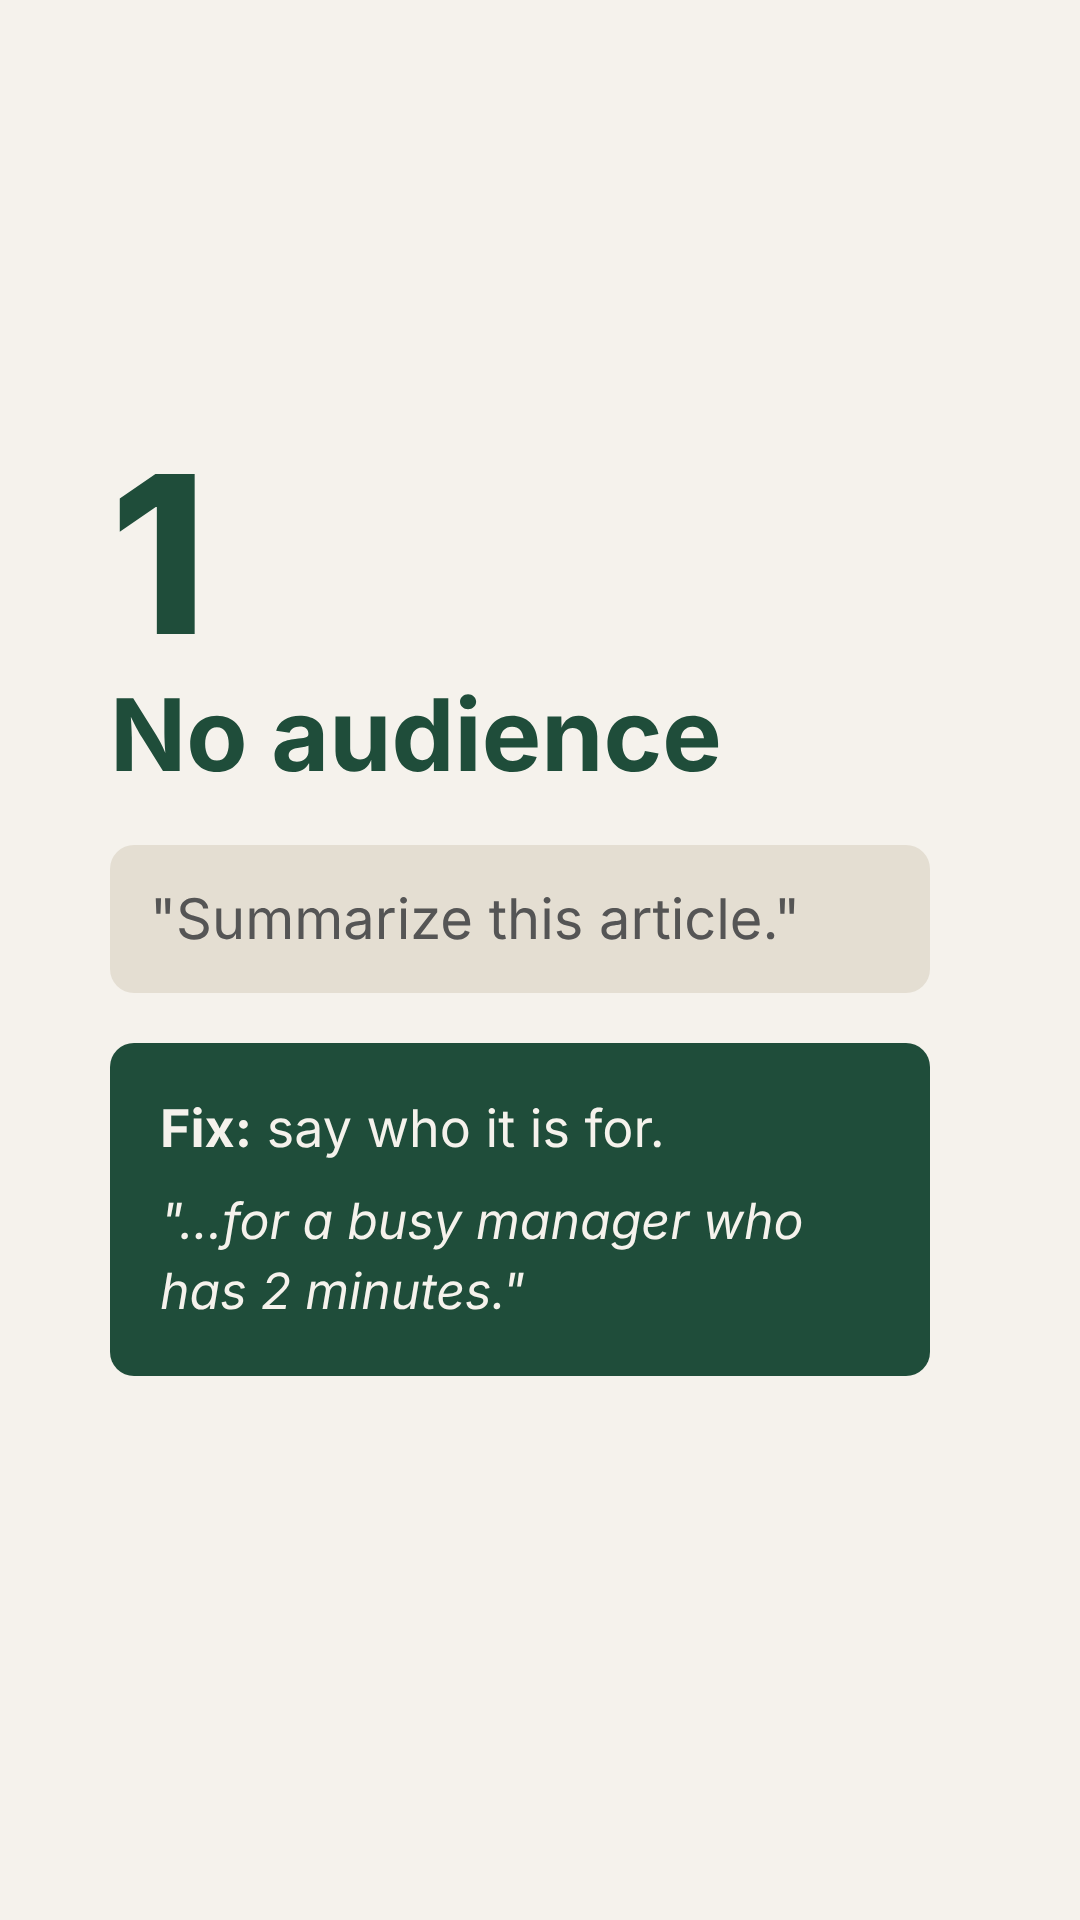 1
No audience
"Summarize this article."
Fix: say who it is for.
"...for a busy manager who
has 2 minutes."